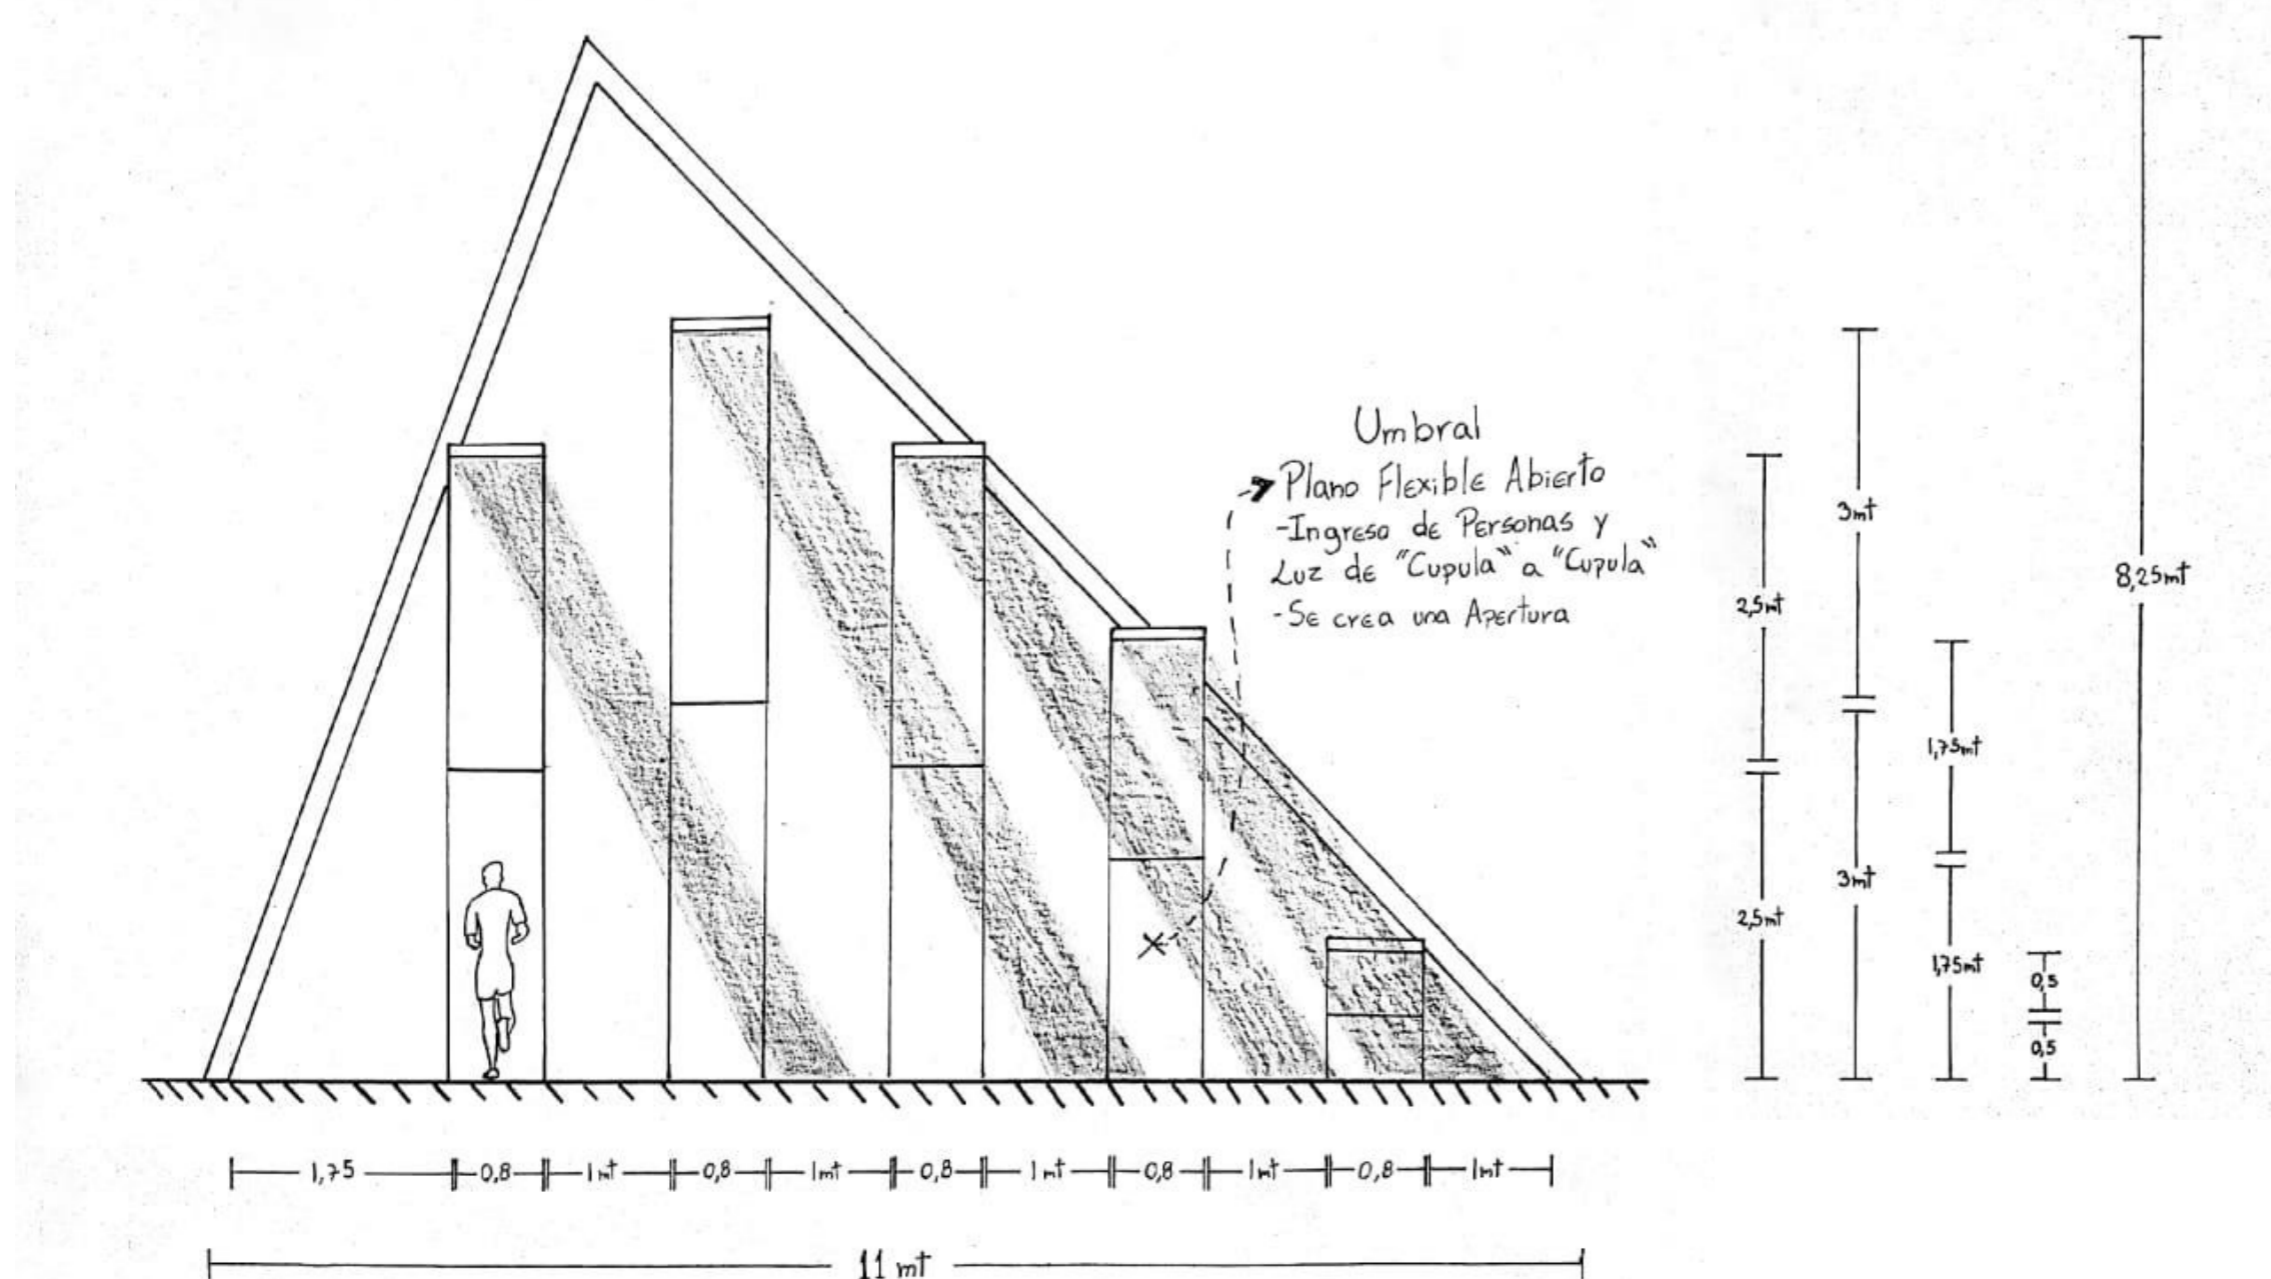 Umbral
Plano Flexible Abierto
-Ingreso de Personas y
Luz de "Cupula" a "Cupula"
-Se crea una Apertura
2,5mt
2,5mt
3mt
3mt
1,75mt
1,75mt
0,5
0,5
8,25mt
1,75 0,8 1mt 0,8 1mt 0,8 1mt 0,8 1mt 0,8 1mt
11 mt